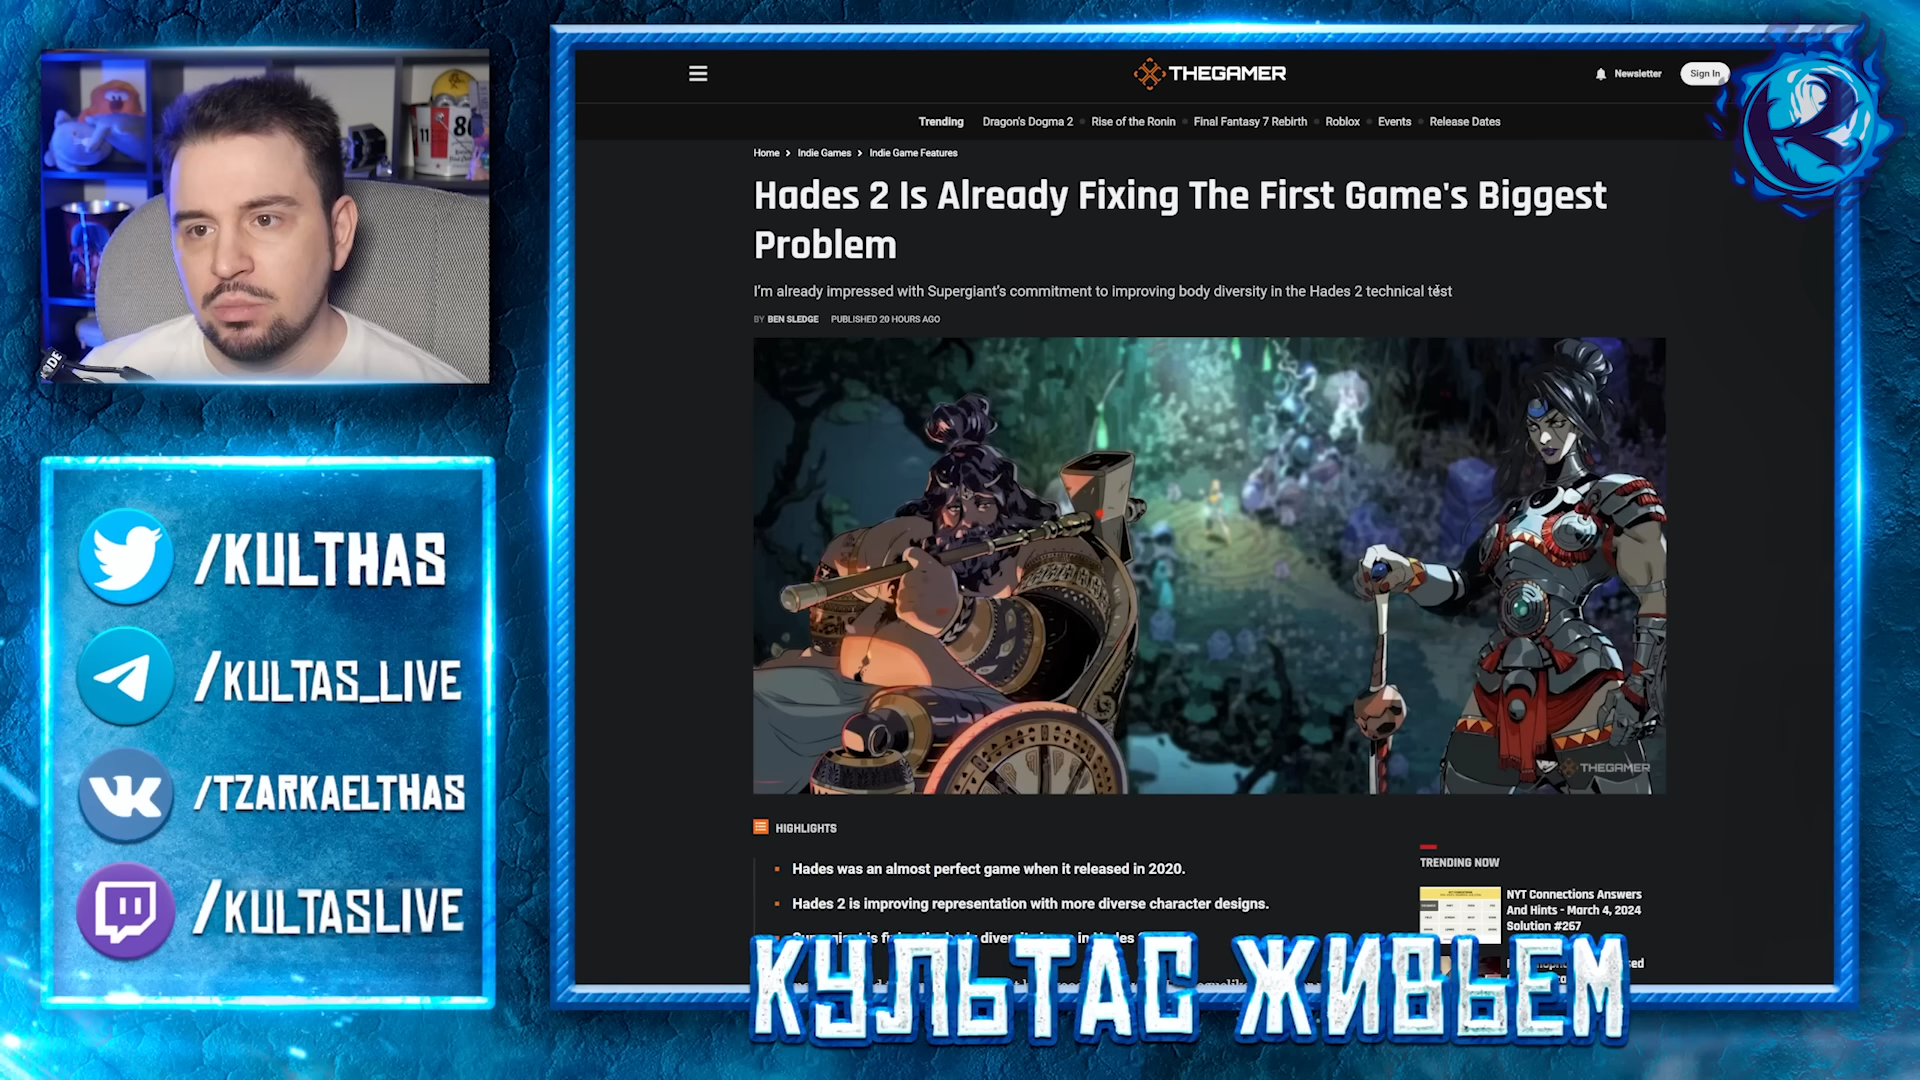 THEGAMER
Newsletter
Sign In
Trending
Dragon's Dogma 2
Rise of the Ronin
Final Fantasy 7 Rebirth
Roblox
Events
Release Dates
Home > Indie Games > Indie Game Features
Hades 2 Is Already Fixing The First Game's Biggest
Problem
I'm already impressed with Supergiant's commitment to improving body diversity in the Hades 2 technical test
BY BEN SLEDGE PUBLISHED 20 HOURS AGO
THEGAMER
HIGHLIGHTS
Hades was an almost perfect game when it released in 2020.
Hades 2 is improving representation with more diverse character designs.
TRENDING NOW
NYT Connections Answers
And Hints - March 4, 2024
Solution #267
/KULTHAS
/KULTAS_LIVE
/TZARKAELTHAS
/KULTASLIVE
КУЛЬТАС ЖИВЬЕМ